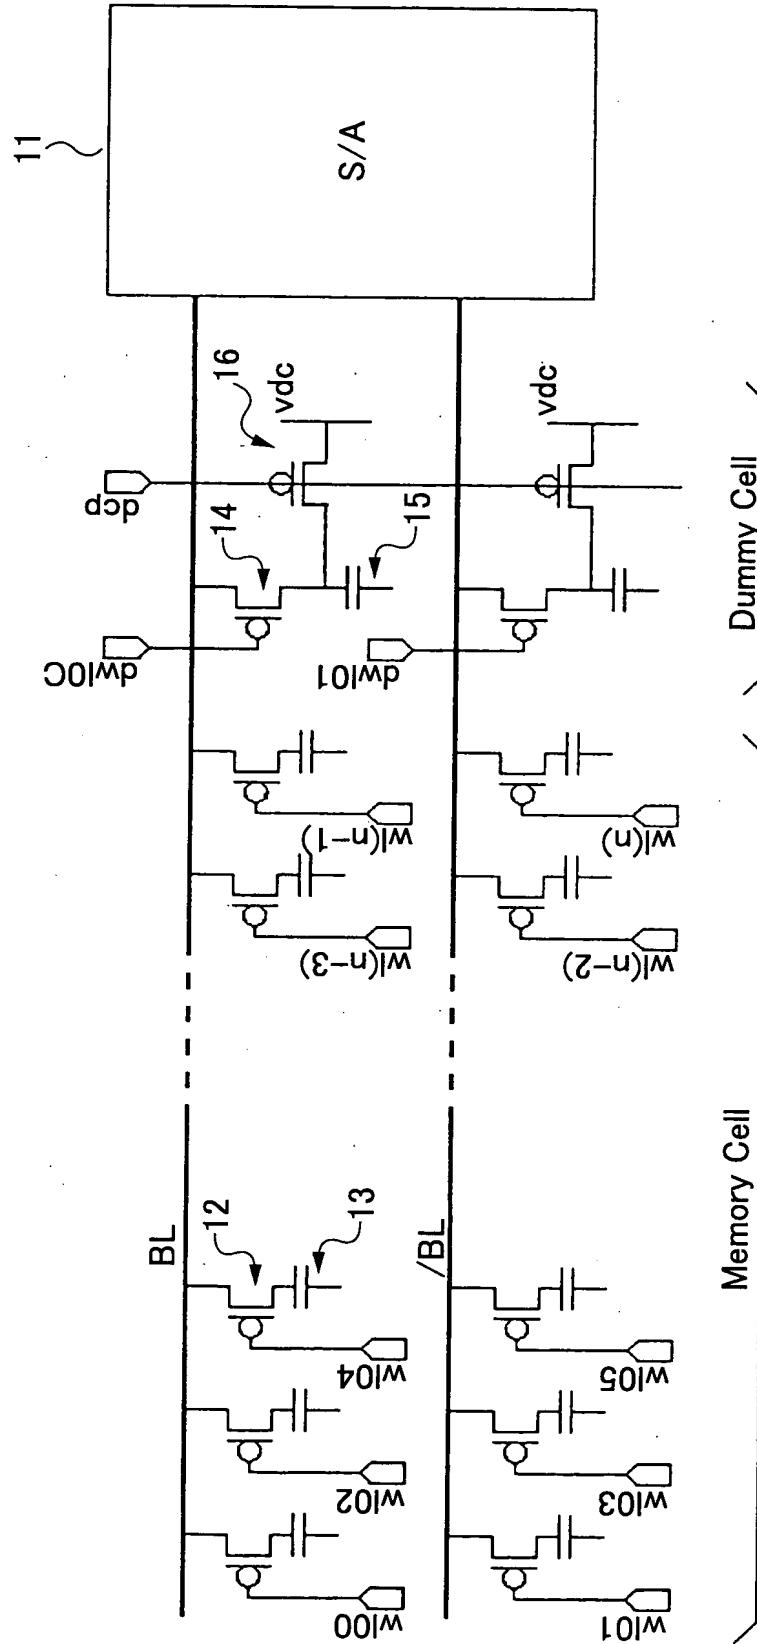 11
S/A
dcp
16
vdc
14
15
dwl0C
dwl01
vdc
wl(n-1)
wl(n-3)
wl(n)
wl(n-2)
BL
12
13
/BL
wl04
wl02
wl00
wl05
wl03
wl01
Memory Cell
Dummy Cell